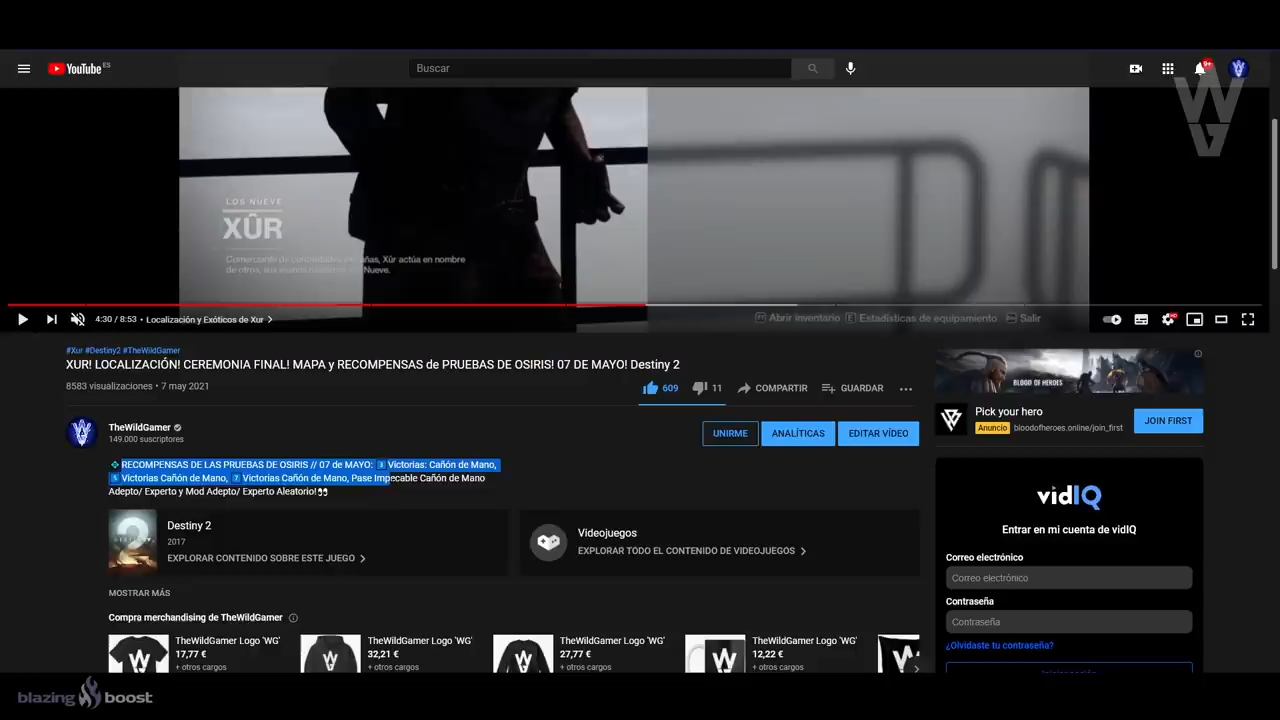 YouTube ES
Buscar
9+
WG
LOS NUEVE
XÛR
Comerciante de curiosidades extrañas, Xûr actúa en nombre
de otros, sus amos
Nueve.
4:30 / 8:53 • Localización y Exóticos de Xur
Abrir inventario
Estadísticas de equipamiento
Salir
#Xur #Destiny2 #TheWildGamer
XUR! LOCALIZACIÓN! CEREMONIA FINAL! MAPA y RECOMPENSAS de PRUEBAS DE OSIRIS! 07 DE MAYO! Destiny 2
8583 visualizaciones • 7 may 2021
609
11
COMPARTIR
GUARDAR
TheWildGamer
149.000 suscriptores
UNIRME
ANALÍTICAS
EDITAR VÍDEO
RECOMPENSAS DE LAS PRUEBAS DE OSIRIS // 07 de MAYO: 3 Victorias: Cañón de Mano,
5 Victorias Cañón de Mano, 7 Victorias Cañón de Mano, Pase Impecable Cañón de Mano
Adepto/ Experto y Mod Adepto/ Experto Aleatorio!
2
Destiny 2
2017
EXPLORAR CONTENIDO SOBRE ESTE JUEGO
Videojuegos
EXPLORAR TODO EL CONTENIDO DE VIDEOJUEGOS
MOSTRAR MÁS
Compra merchandising de TheWildGamer
TheWildGamer Logo 'WG'
17,77 €
+ otros cargos
TheWildGamer Logo 'WG'
32,21 €
+ otros cargos
TheWildGamer Logo 'WG'
27,77 €
+ otros cargos
TheWildGamer Logo 'WG'
12,22 €
+ otros cargos
BLOOD OF HEROES
Pick your hero
Anuncio bloodofheroes.online/join_first
JOIN FIRST
vidIQ
Entrar en mi cuenta de vidIQ
Correo electrónico
Correo electrónico
Contraseña
Contraseña
¿Olvidaste tu contraseña?
blazing boost